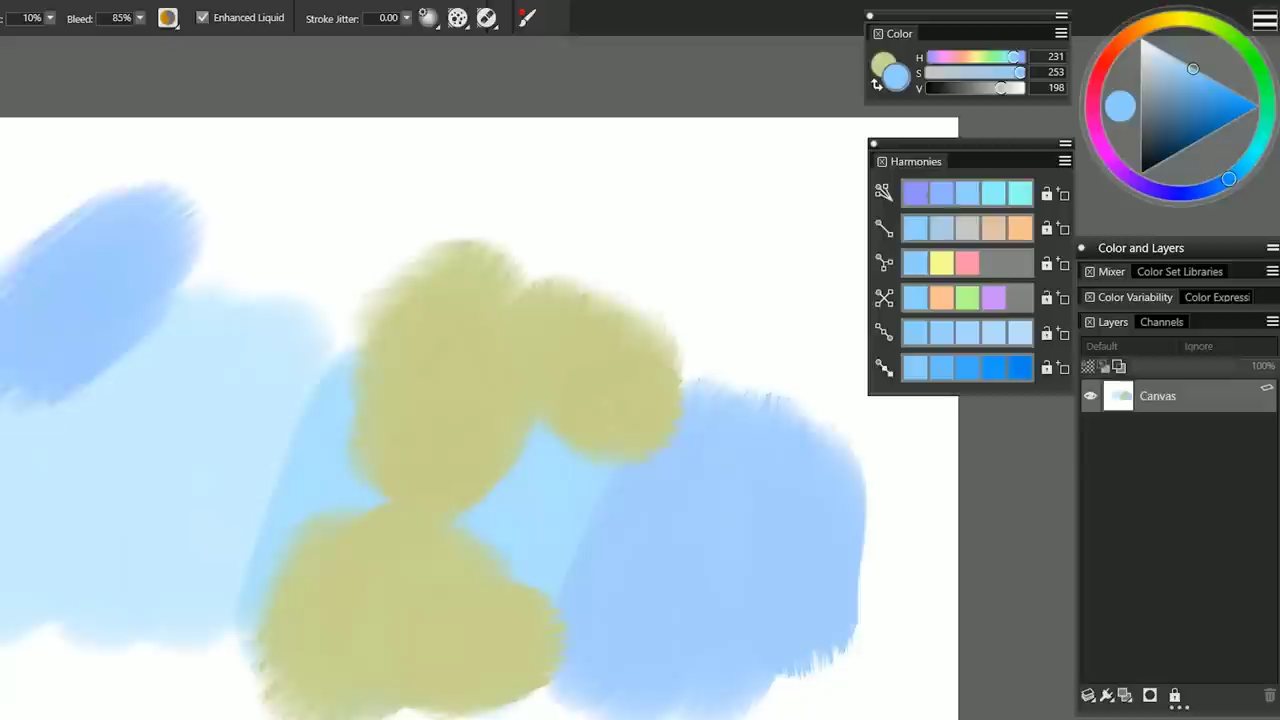 10%
Bleed: 85%
Enhanced Liquid
Stroke Jitter: 0.00
Color
H 231
S 253
V 198
Harmonies
Color and Layers
Mixer Color Set Libraries
Color Variability Color Expressi
Layers Channels
Default Ignore
100%
Canvas